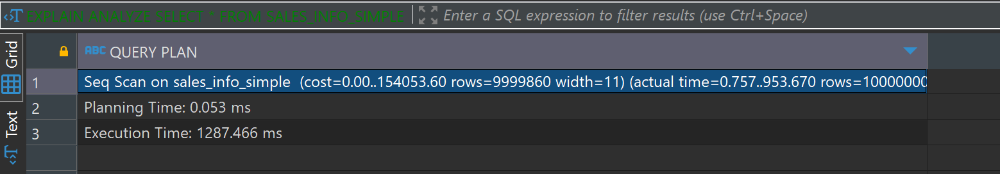 EXPLAIN ANALYZE SELECT * FROM SALES_INFO_SIMPLE Enter a SQL expression to filter results (use Ctrl+Space)
Grid
Text
ABC QUERY PLAN
1 Seq Scan on sales_info_simple (cost=0.00..154053.60 rows=9999860 width=11) (actual time=0.757..953.670 rows=10000000
2 Planning Time: 0.053 ms
3 Execution Time: 1287.466 ms